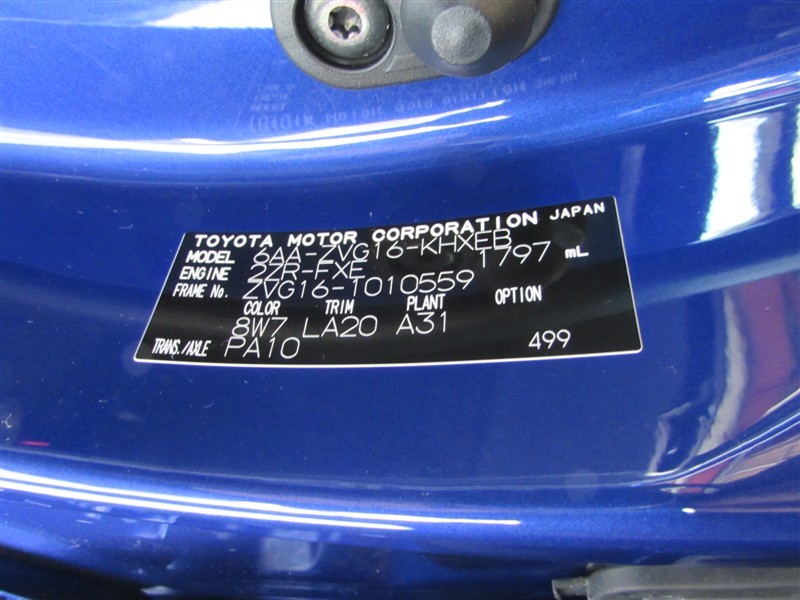 TOYOTA MOTOR CORPORATION JAPAN
MODEL 6AA-ZVG16-KHXEB
ENGINE 2ZR-FXE 1797 mL
FRAME No. ZVG16-1010559
COLOR TRIM PLANT OPTION
8W7 LA20 A31
TRANS./AXLE PA10 499